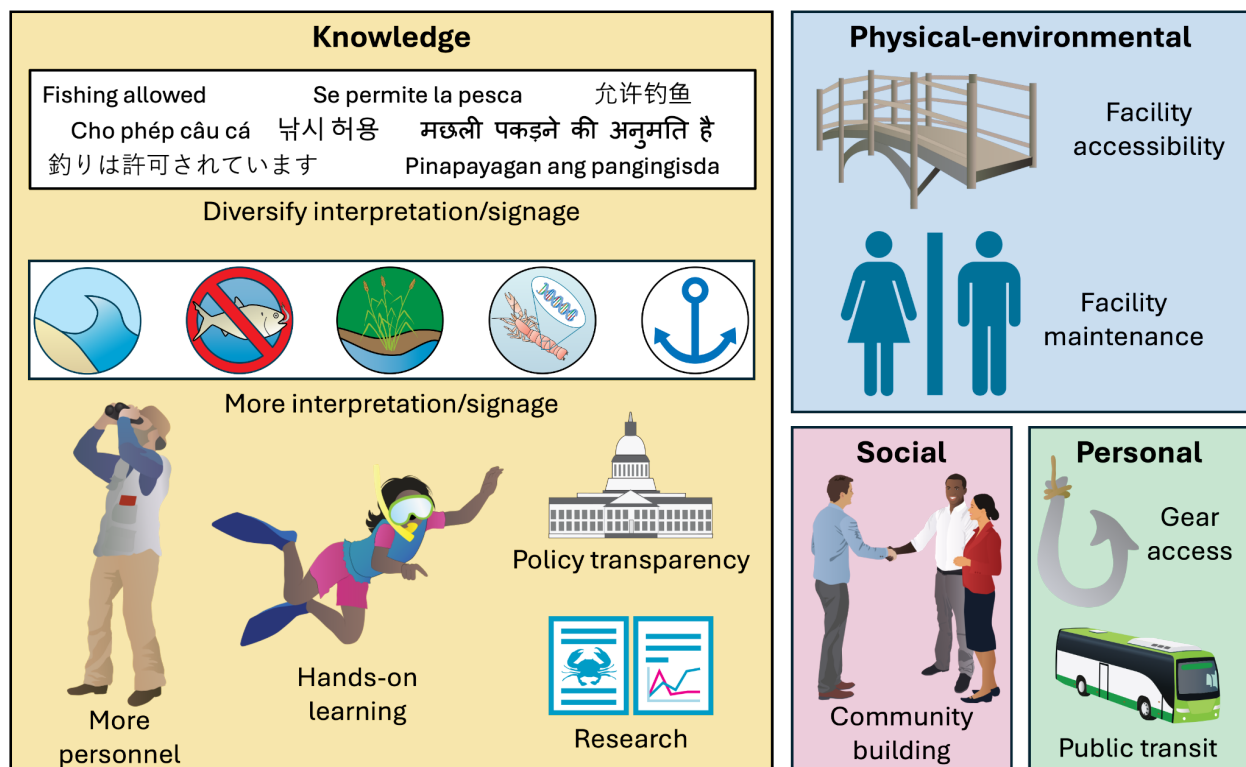 Knowledge
Fishing allowed
Se permite la pesca
允许钓鱼
Cho phép câu cá
낚시 허용
मछली पकड़ने की अनुमति है
釣りは許可されています
Pinapayagan ang pangingisda
Diversify interpretation/signage
More interpretation/signage
More
personnel
Hands-on
learning
Policy transparency
Research
Physical-environmental
Facility
accessibility
Facility
maintenance
Social
Community
building
Personal
Gear
access
Public transit